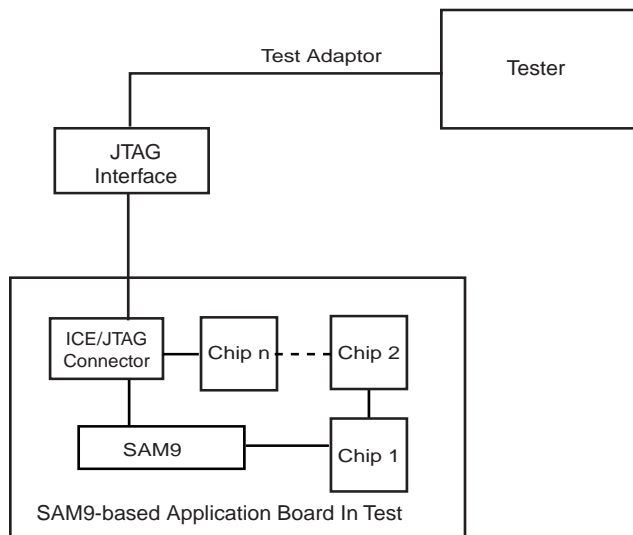 Test Adaptor
Tester
JTAG
Interface
ICE/JTAG
Connector
Chip n
Chip 2
SAM9
Chip 1
SAM9-based Application Board In Test